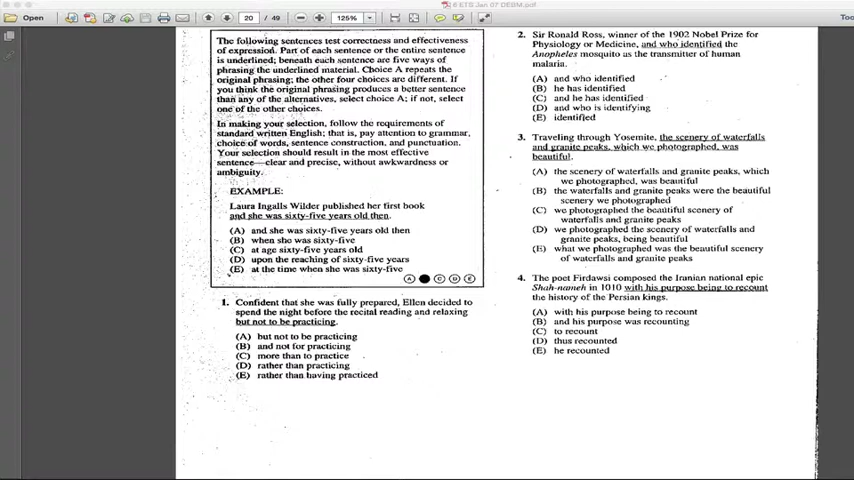 6 ETS Jan 07 DESM.pdf
Open
20
/ 49
125%
The following sentences test correctness and effectiveness
of expression. Part of each sentence or the entire sentence
is underlined; beneath each sentence are five ways of
phrasing the underlined material. Choice A repeats the
original phrasing; the other four choices are different. If
you think the original phrasing produces a better sentence
than any of the alternatives, select choice A; if not, select
one of the other choices.
In making your selection, follow the requirements of
standard written English; that is, pay attention to grammar,
choice of words, sentence construction, and punctuation.
Your selection should result in the most effective
sentence—clear and precise, without awkwardness or
ambiguity.
EXAMPLE:
Laura Ingalls Wilder published her first book
and she was sixty-five years old then.
(A) and she was sixty-five years old then
(B) when she was sixty-five
(C) at age sixty-five years old
(D) upon the reaching of sixty-five years
(E) at the time when she was sixty-five
A C D E
1. Confident that she was fully prepared, Ellen decided to
spend the night before the recital reading and relaxing
but not to be practicing.
(A) but not to be practicing
(B) and not for practicing
(C) more than to practice
(D) rather than practicing
(E) rather than having practiced
2. Sir Ronald Ross, winner of the 1902 Nobel Prize for
Physiology or Medicine, and who identified the
Anopheles mosquito as the transmitter of human
malaria.
(A) and who identified
(B) he has identified
(C) and he has identified
(D) and who is identifying
(E) identified
3. Traveling through Yosemite, the scenery of waterfalls
and granite peaks, which we photographed, was
beautiful.
(A) the scenery of waterfalls and granite peaks, which
we photographed, was beautiful
(B) the waterfalls and granite peaks were the beautiful
scenery we photographed
(C) we photographed the beautiful scenery of
waterfalls and granite peaks
(D) we photographed the scenery of waterfalls and
granite peaks, being beautiful
(E) what we photographed was the beautiful scenery
of waterfalls and granite peaks
4. The poet Firdawsi composed the Iranian national epic
Shah-nameh in 1010 with his purpose being to recount
the history of the Persian kings.
(A) with his purpose being to recount
(B) and his purpose was recounting
(C) to recount
(D) thus recounted
(E) he recounted